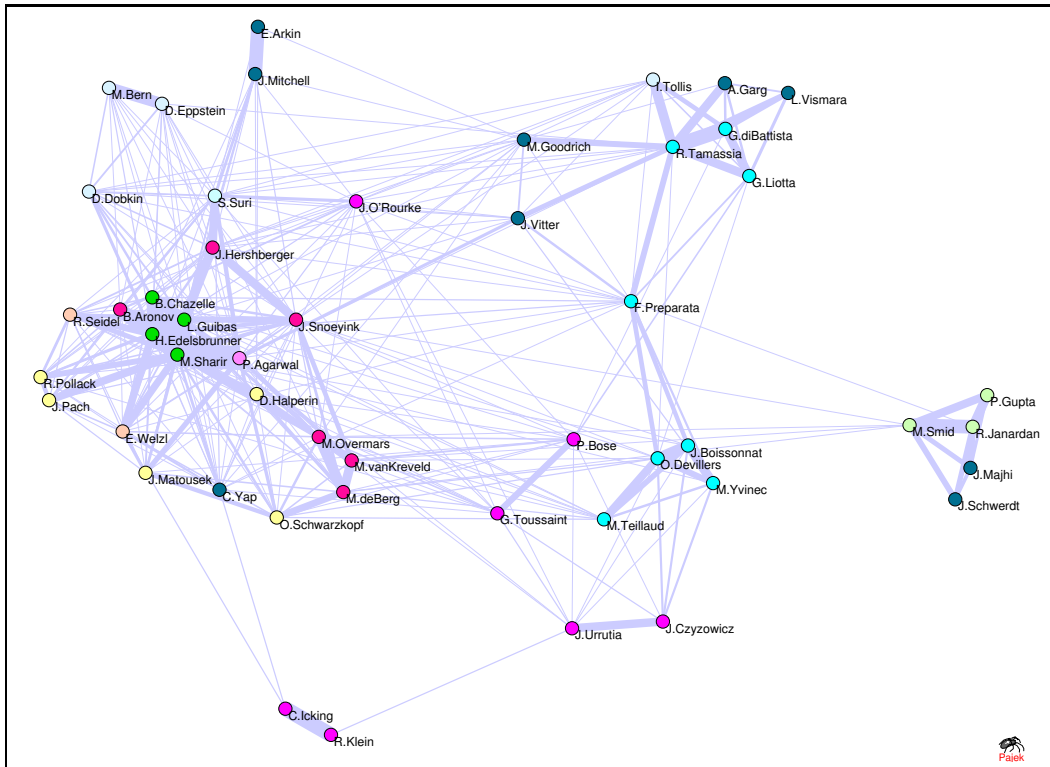 E.Arkin
J.Mitchell
I.Tollis
A.Garg
L.Vismara
M.Bern
D.Eppstein
G.diBattista
M.Goodrich
R.Tamassia
G.Liotta
D.Dobkin
S.Suri
J.O'Rourke
J.Vitter
J.Hershberger
B.Chazelle
F.Preparata
B.Aronov
R.Seidel
L.Guibas
J.Snoeyink
H.Edelsbrunner
M.Sharir
P.Agarwal
R.Pollack
J.Pach
D.Halperin
P.Gupta
E.Welzl
M.Smid
R.Janardan
M.Overmars
P.Bose
J.Boissonnat
M.vanKreveld
O.Devillers
J.Matousek
J.Majhi
M.Yvinec
C.Yap
M.deBerg
J.Schwerdt
O.Schwarzkopf
G.Toussaint
M.Teillaud
J.Urrutia
J.Czyzowicz
C.Icking
R.Klein
Pajek